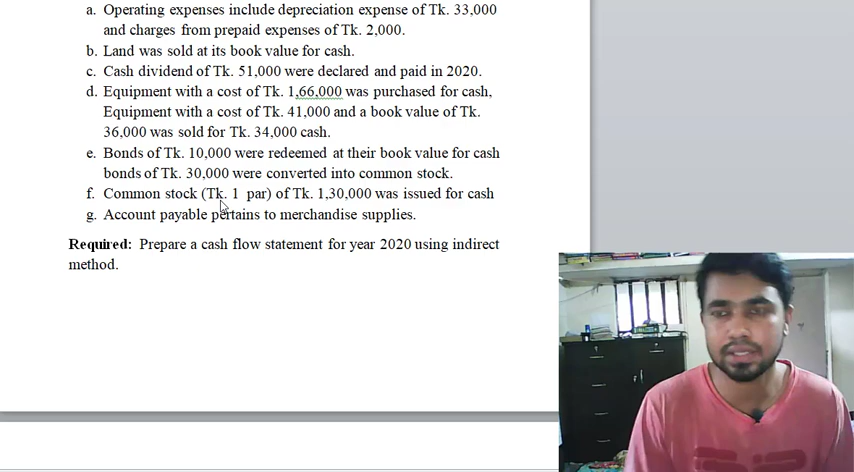 a. Operating expenses include depreciation expense of Tk. 33,000
and charges from prepaid expenses of Tk. 2,000.
b. Land was sold at its book value for cash.
c. Cash dividend of Tk. 51,000 were declared and paid in 2020.
d. Equipment with a cost of Tk. 1,66,000 was purchased for cash,
Equipment with a cost of Tk. 41,000 and a book value of Tk.
36,000 was sold for Tk. 34,000 cash.
e. Bonds of Tk. 10,000 were redeemed at their book value for cash
bonds of Tk. 30,000 were converted into common stock.
f. Common stock (Tk. 1 par) of Tk. 1,30,000 was issued for cash
g. Account payable pertains to merchandise supplies.
Required: Prepare a cash flow statement for year 2020 using indirect
method.